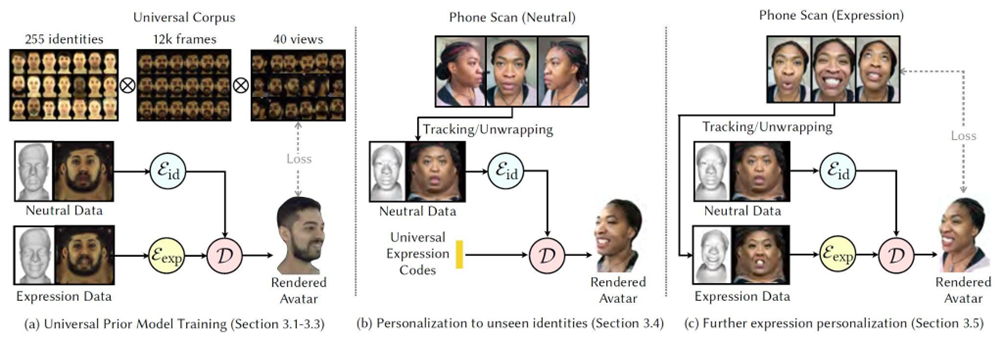 Universal Corpus
255 identities
12k frames
40 views
⊗
⊗
Loss
Neutral Data
ℰid
Expression Data
ℰexp
𝒟
Rendered
Avatar
(a) Universal Prior Model Training (Section 3.1-3.3)
Phone Scan (Neutral)
Tracking/Unwrapping
Neutral Data
ℰid
Universal
Expression
Codes
𝒟
Rendered
Avatar
(b) Personalization to unseen identities (Section 3.4)
Phone Scan (Expression)
Tracking/Unwrapping
Loss
Neutral Data
ℰid
Expression Data
ℰexp
𝒟
Rendered
Avatar
(c) Further expression personalization (Section 3.5)